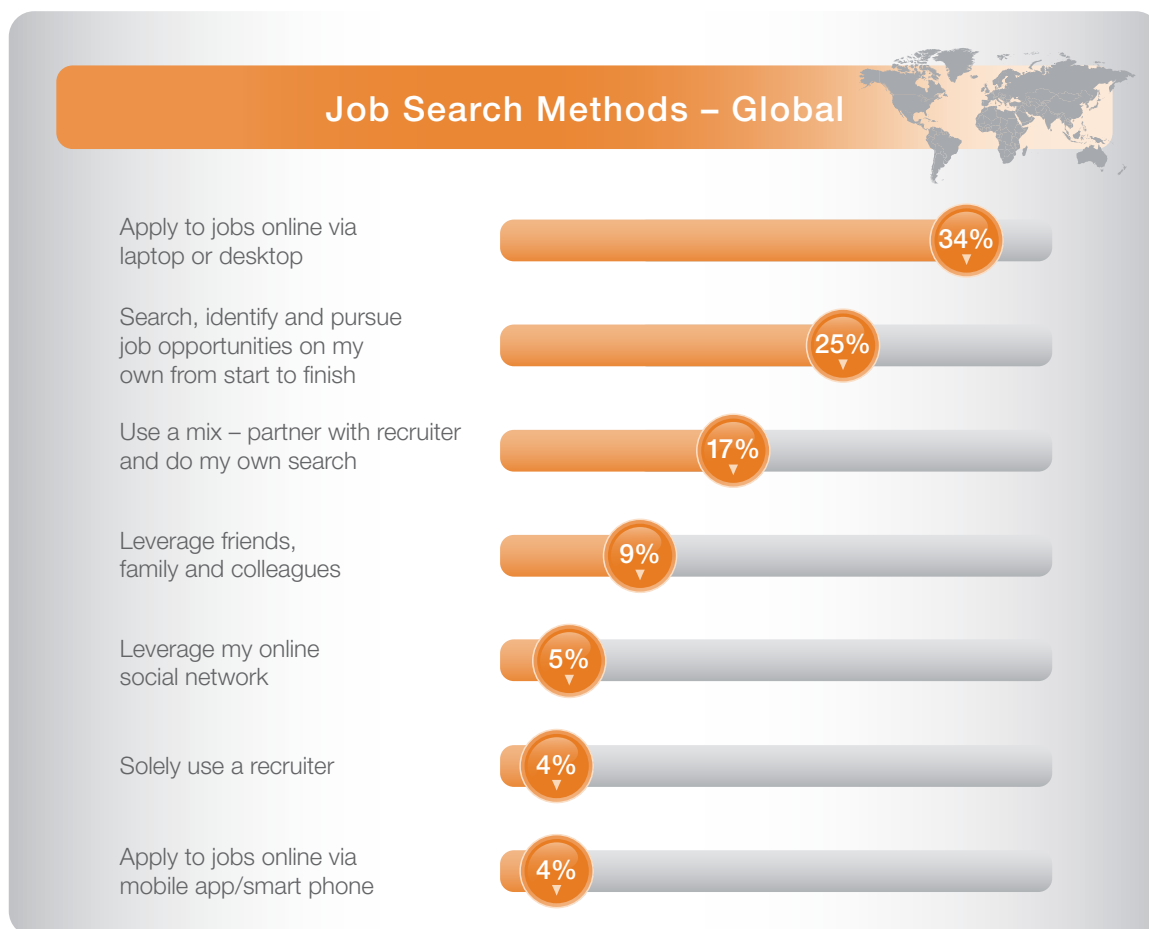 Job Search Methods – Global
Apply to jobs online via
laptop or desktop
34%
Search, identify and pursue
job opportunities on my
own from start to finish
25%
Use a mix – partner with recruiter
and do my own search
17%
Leverage friends,
family and colleagues
9%
Leverage my online
social network
5%
Solely use a recruiter
4%
Apply to jobs online via
mobile app/smart phone
4%